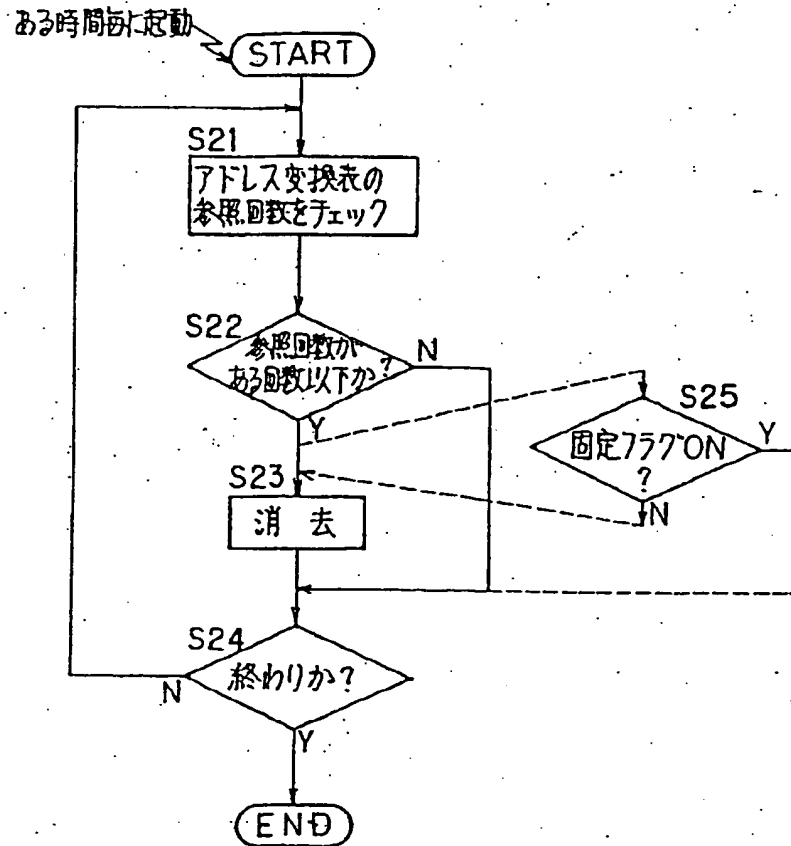 ある時間毎に起動
START
S21
アドレス変換表の
参照回数をチェック
S22
参照回数が
ある回数以下か?
N
Y
S25
固定フラグON
?
Y
N
S23
消去
S24
終わりか?
N
Y
END